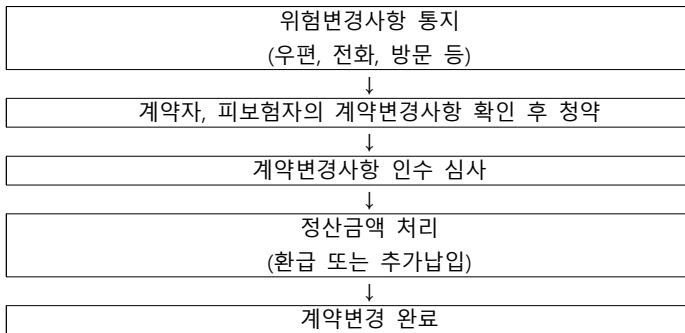 위험변경사항 통지
(우편, 전화, 방문 등)
↓
계약자, 피보험자의 계약변경사항 확인 후 청약
↓
계약변경사항 인수 심사
↓
정산금액 처리
(환급 또는 추가납입)
↓
계약변경 완료